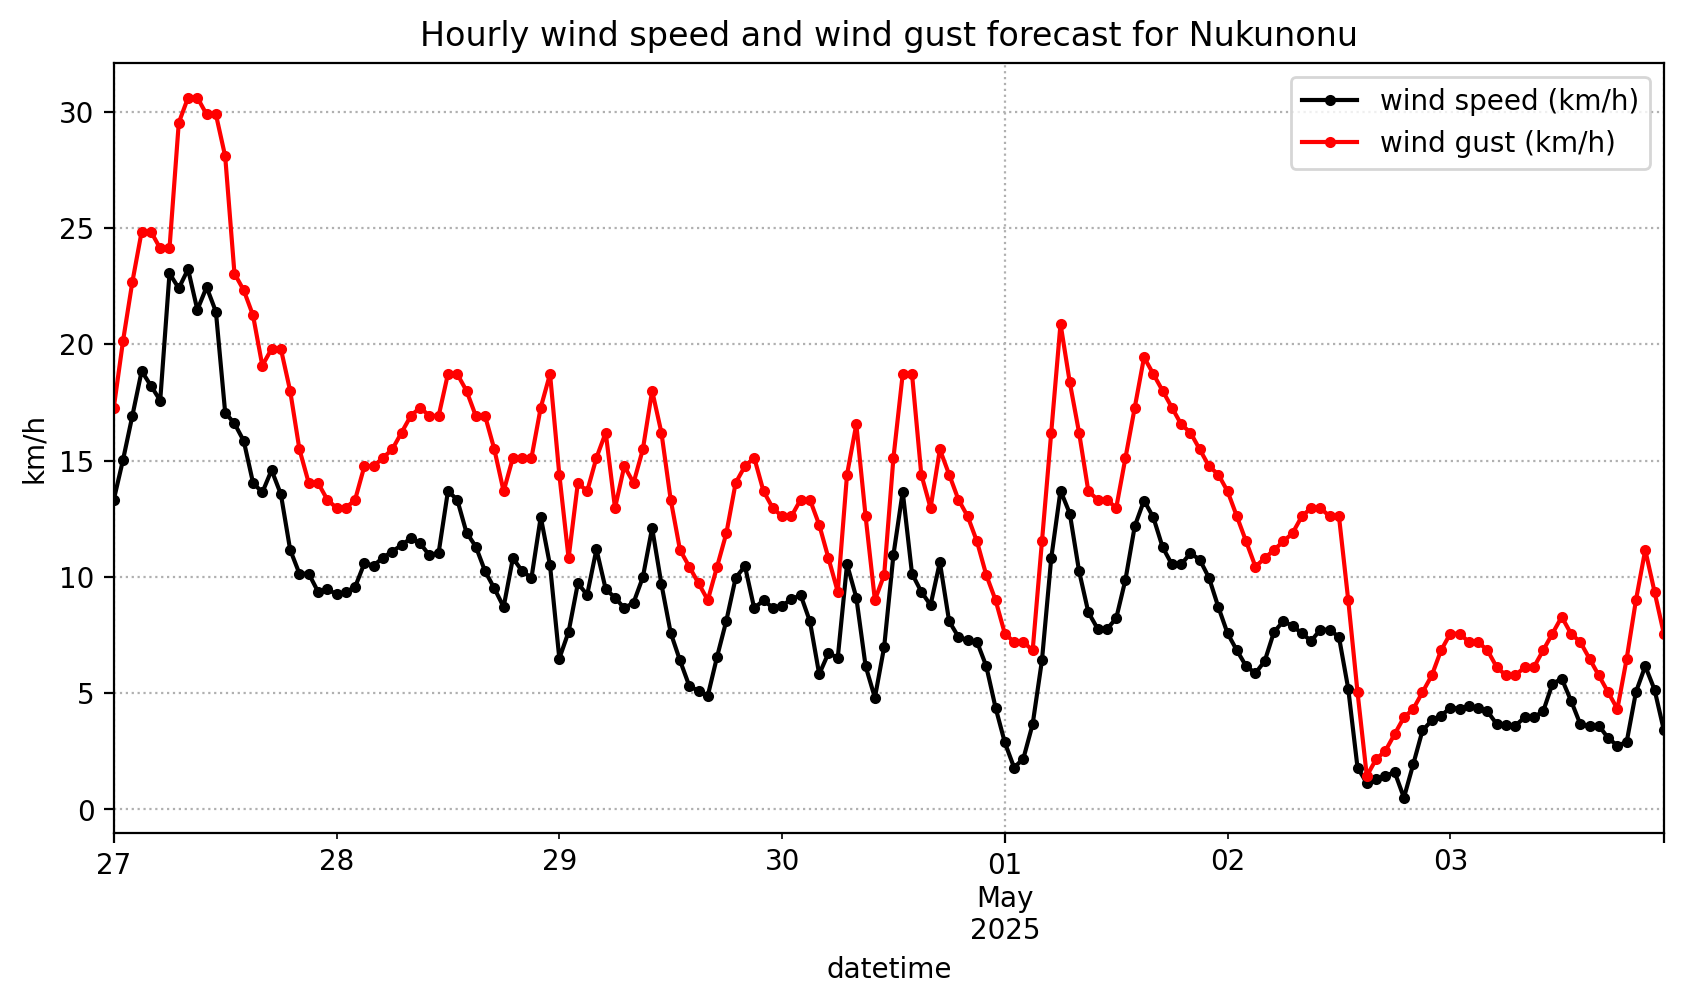 Hourly wind speed and wind gust forecast for Nukunonu
wind speed (km/h)
wind gust (km/h)
30
25
20
15
10
5
0
km/h
27
28
29
30
01
02
03
May
2025
datetime